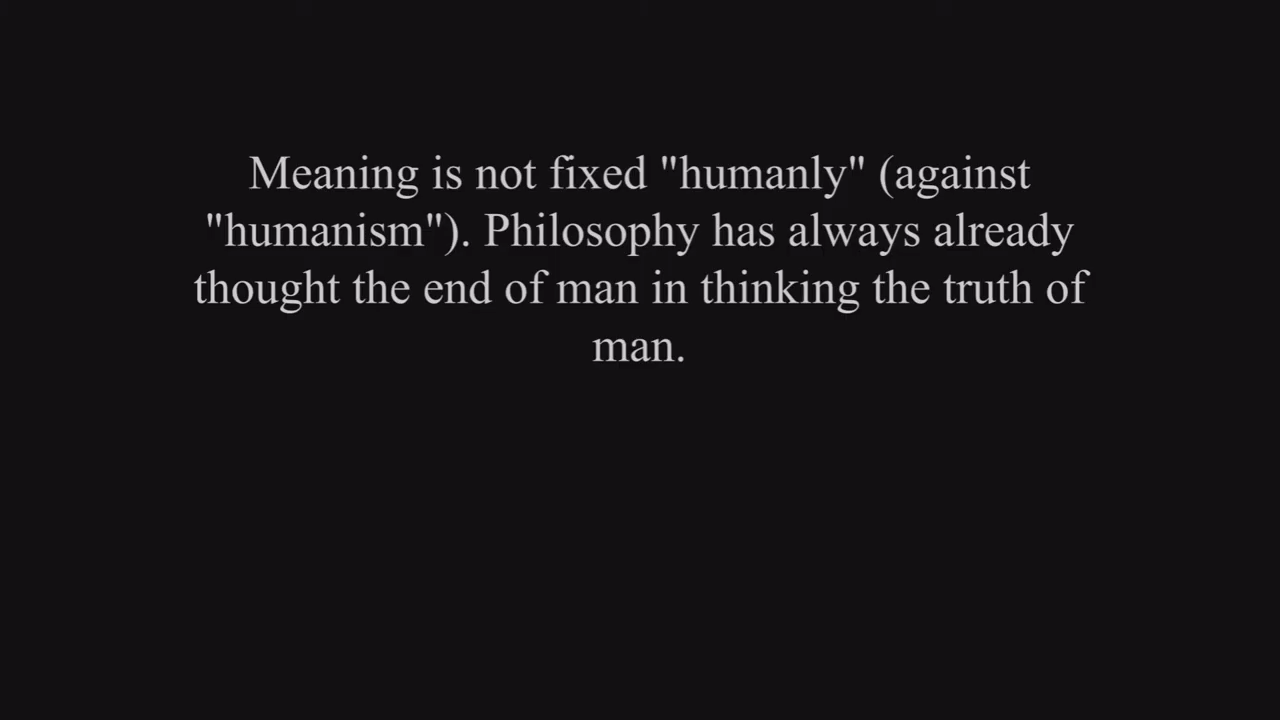 Meaning is not fixed "humanly" (against
"humanism"). Philosophy has always already
thought the end of man in thinking the truth of
man.